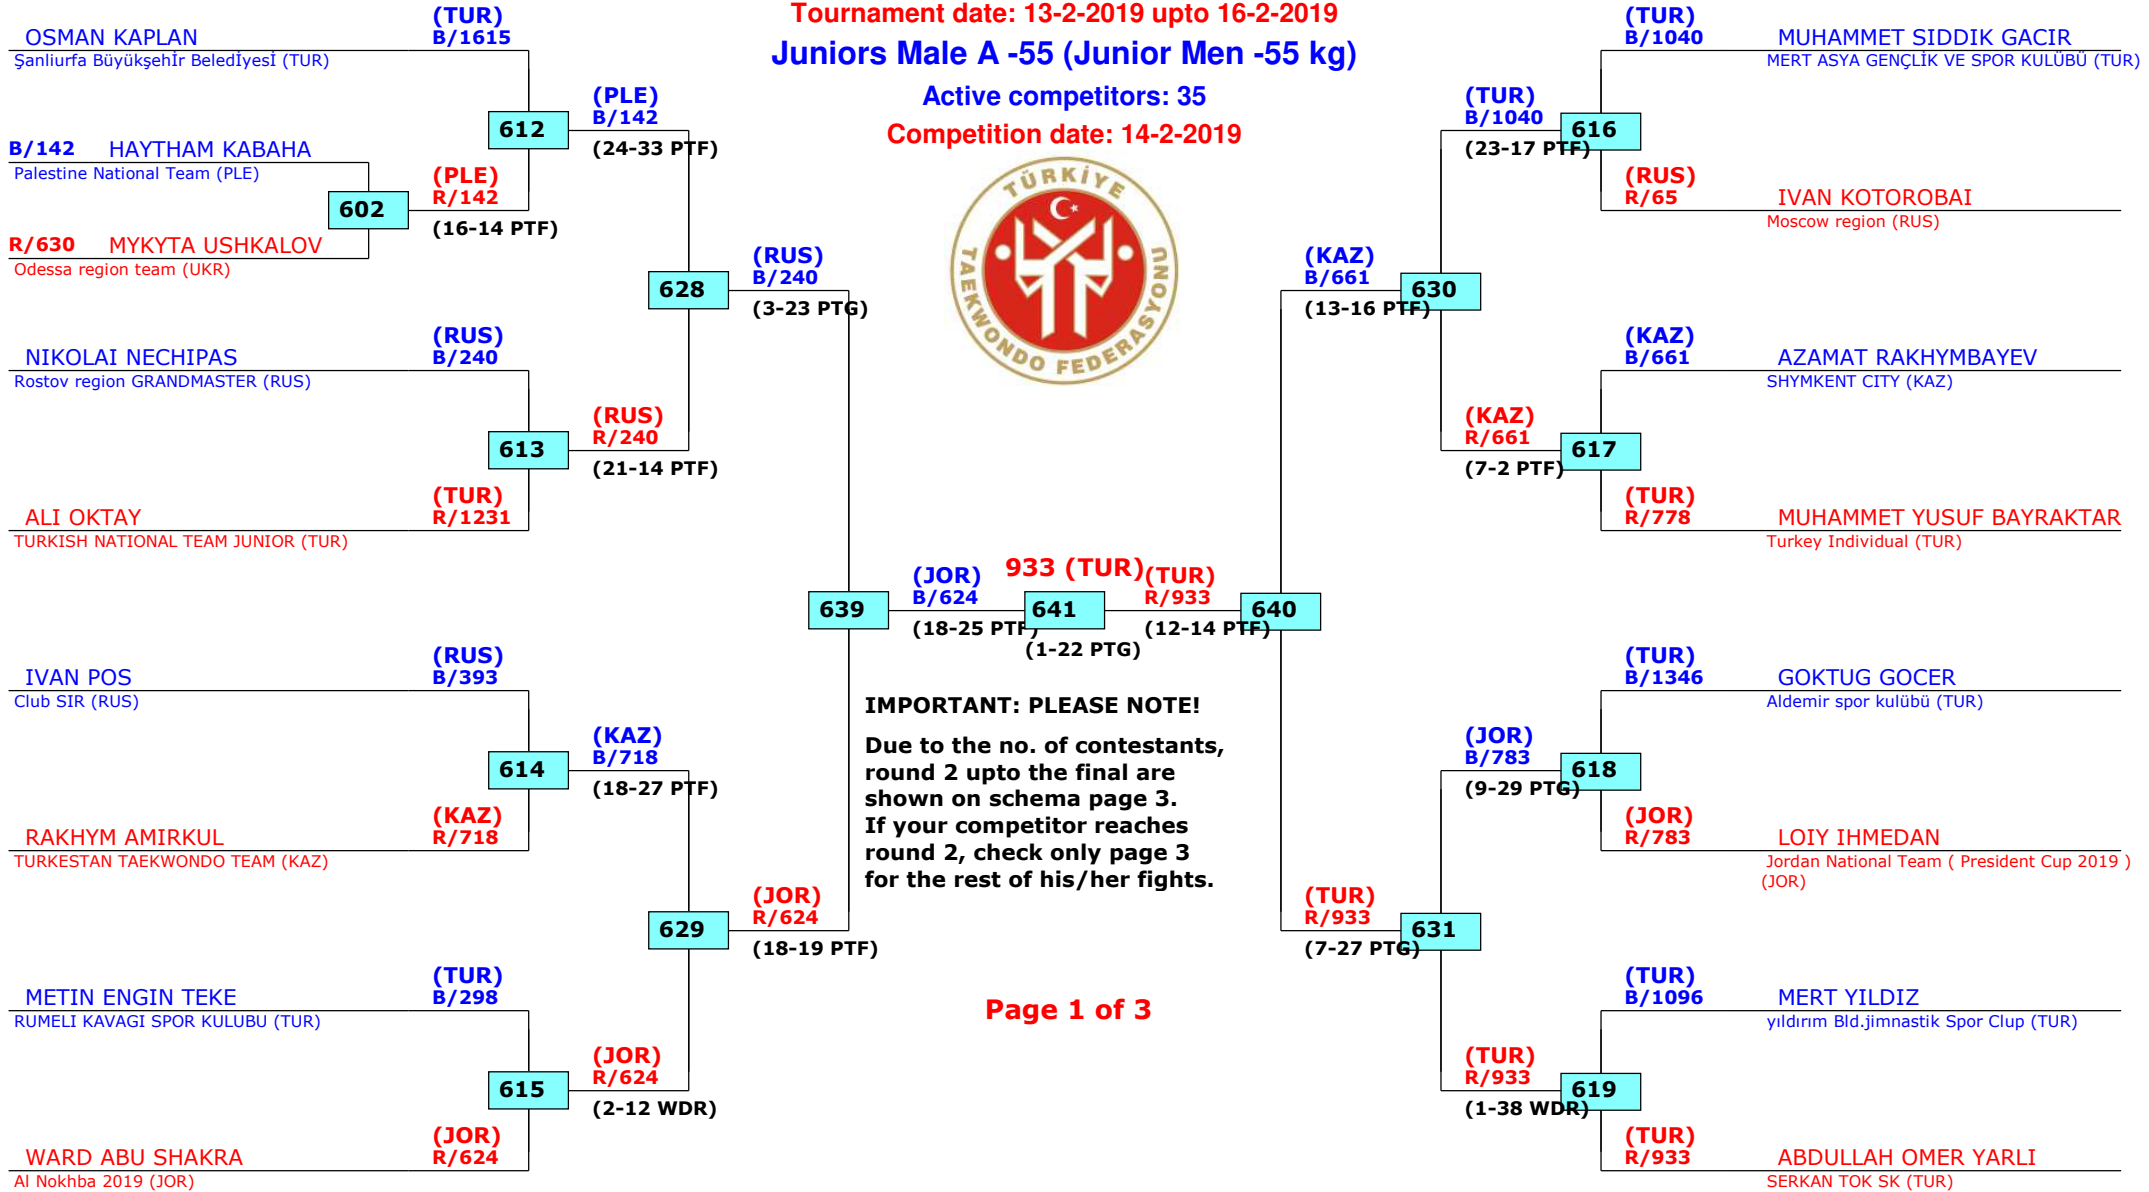 Tournament date: 13-2-2019 upto 16-2-2019
Juniors Male A -55 (Junior Men -55 kg)
Active competitors: 35
Competition date: 14-2-2019
TÜRKİYE
TAEKWONDO FEDERASYONU
(TUR)
OSMAN KAPLAN B/1615
Şanliurfa Büyükşehİr Beledİyesİ (TUR)
612
(PLE)
B/142
(24-33 PTF)
B/142 HAYTHAM KABAHA
Palestine National Team (PLE)
602
(PLE)
R/142
(16-14 PTF)
R/630 MYKYTA USHKALOV
Odessa region team (UKR)
628
(RUS)
B/240
(3-23 PTG)
(RUS)
NIKOLAI NECHIPAS B/240
Rostov region GRANDMASTER (RUS)
613
(RUS)
R/240
(21-14 PTF)
(TUR)
ALI OKTAY R/1231
TURKISH NATIONAL TEAM JUNIOR (TUR)
639
(JOR)
B/624
(18-25 PTF)
933 (TUR)
641
(1-22 PTG)
(TUR)
R/933
(12-14 PTF)
640
(RUS)
IVAN POS B/393
Club SIR (RUS)
614
(KAZ)
B/718
(18-27 PTF)
(KAZ)
RAKHYM AMIRKUL R/718
TURKESTAN TAEKWONDO TEAM (KAZ)
629
(JOR)
R/624
(18-19 PTF)
(TUR)
METIN ENGIN TEKE B/298
RUMELI KAVAGI SPOR KULUBU (TUR)
615
(JOR)
R/624
(2-12 WDR)
(JOR)
WARD ABU SHAKRA R/624
Al Nokhba 2019 (JOR)
IMPORTANT: PLEASE NOTE!
Due to the no. of contestants,
round 2 upto the final are
shown on schema page 3.
If your competitor reaches
round 2, check only page 3
for the rest of his/her fights.
Page 1 of 3
(TUR)
B/1040 MUHAMMET SIDDIK GACIR
MERT ASYA GENÇLİK VE SPOR KULÜBÜ (TUR)
(TUR)
B/1040
(23-17 PTF)
616
(RUS)
R/65 IVAN KOTOROBAI
Moscow region (RUS)
(KAZ)
B/661
(13-16 PTF)
630
(KAZ)
B/661 AZAMAT RAKHYMBAYEV
SHYMKENT CITY (KAZ)
(KAZ)
R/661
(7-2 PTF)
617
(TUR)
R/778 MUHAMMET YUSUF BAYRAKTAR
Turkey Individual (TUR)
(TUR)
B/1346 GOKTUG GOCER
Aldemir spor kulübü (TUR)
(JOR)
B/783
(9-29 PTG)
618
(JOR)
R/783 LOIY IHMEDAN
Jordan National Team ( President Cup 2019 )
(JOR)
(TUR)
R/933
(7-27 PTG)
631
(TUR)
B/1096 MERT YILDIZ
yıldırım Bld.jimnastik Spor Clup (TUR)
(TUR)
R/933
(1-38 WDR)
619
(TUR)
R/933 ABDULLAH OMER YARLI
SERKAN TOK SK (TUR)